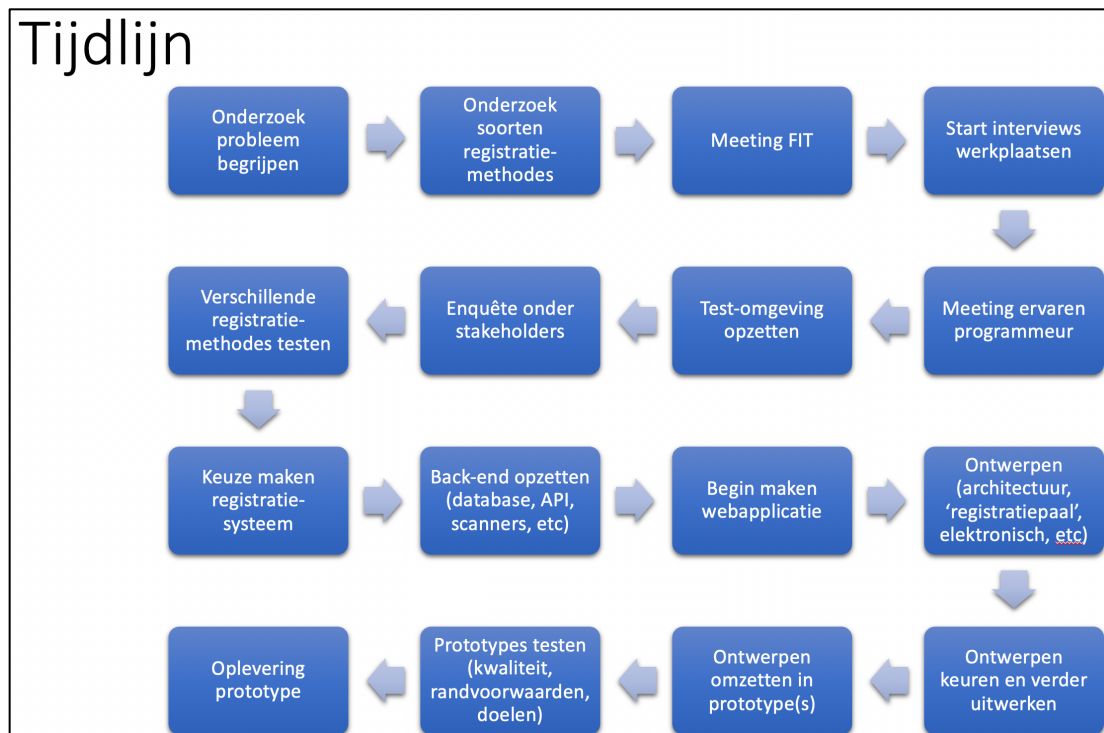 Tijdlijn
Onderzoek
probleem
begrijpen
Onderzoek
soorten
registratie-
methodes
Meeting FIT
Start interviews
werkplaatsen
Meeting ervaren
programmeur
Test-omgeving
opzetten
Enquête onder
stakeholders
Verschillende
registratie-
methodes testen
Keuze maken
registratie-
systeem
Back-end opzetten
(database, API,
scanners, etc)
Begin maken
webapplicatie
Ontwerpen
(architectuur,
‘registratiepaal’,
elektronisch, etc)
Ontwerpen
keuren en verder
uitwerken
Ontwerpen
omzetten in
prototype(s)
Prototypes testen
(kwaliteit,
randvoorwaarden,
doelen)
Oplevering
prototype